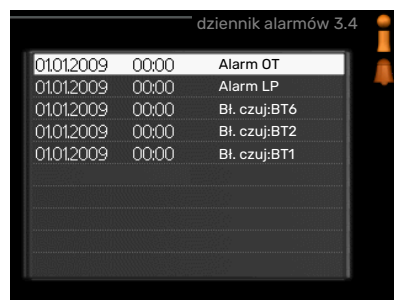 dziennik alarmów 3.4
01.01.2009 00:00 Alarm OT
01.01.2009 00:00 Alarm LP
01.01.2009 00:00 Bł. czuj:BT6
01.01.2009 00:00 Bł. czuj:BT2
01.01.2009 00:00 Bł. czuj:BT1